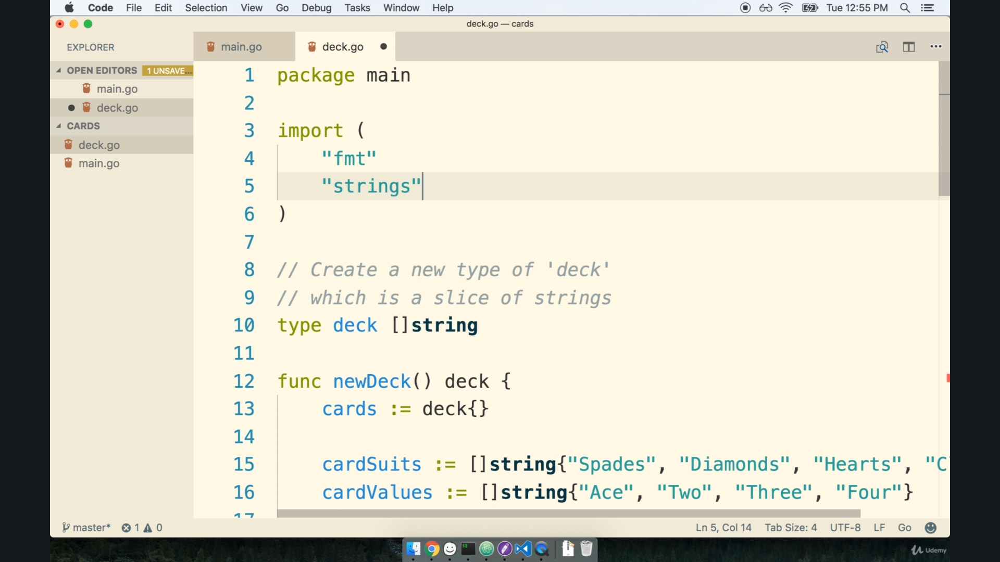 Code File Edit Selection View Go Debug Tasks Window Help Tue 12:55 PM
deck.go — cards
EXPLORER
OPEN EDITORS 1 UNSAVE...
main.go
deck.go
CARDS
deck.go
main.go
main.go deck.go
1 package main
2
3 import (
4 "fmt"
5 "strings"
6 )
7
8 // Create a new type of 'deck'
9 // which is a slice of strings
10 type deck []string
11
12 func newDeck() deck {
13 cards := deck{}
14
15 cardSuits := []string{"Spades", "Diamonds", "Hearts", "C
16 cardValues := []string{"Ace", "Two", "Three", "Four"}
17
master* 1 0 Ln 5, Col 14 Tab Size: 4 UTF-8 LF Go
Udemy